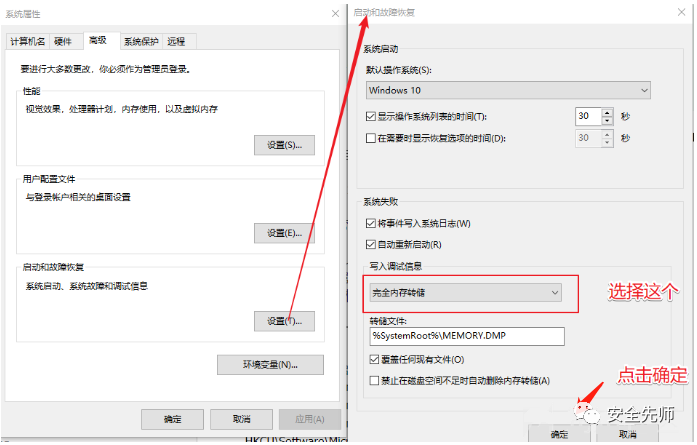 系统属性
计算机名
硬件
高级
系统保护
远程
要进行大多数更改，你必须作为管理员登录。
性能
视觉效果，处理器计划，内存使用，以及虚拟内存
设置(S)...
用户配置文件
与登录帐户相关的桌面设置
设置(E)...
启动和故障恢复
系统启动、系统故障和调试信息
设置(T)...
环境变量(N)...
确定
取消
应用(A)
启动和故障恢复
系统启动
默认操作系统(S):
Windows 10
显示操作系统列表的时间(T):
30
秒
在需要时显示恢复选项的时间(D):
30
秒
系统失败
将事件写入系统日志(W)
自动重新启动(R)
写入调试信息
完全内存转储
选择这个
转储文件:
%SystemRoot%\MEMORY.DMP
覆盖任何现有文件(O)
禁止在磁盘空间不足时自动删除内存转储(A)
点击确定
安全先师
确定
取消
HKCU\Software\Mic